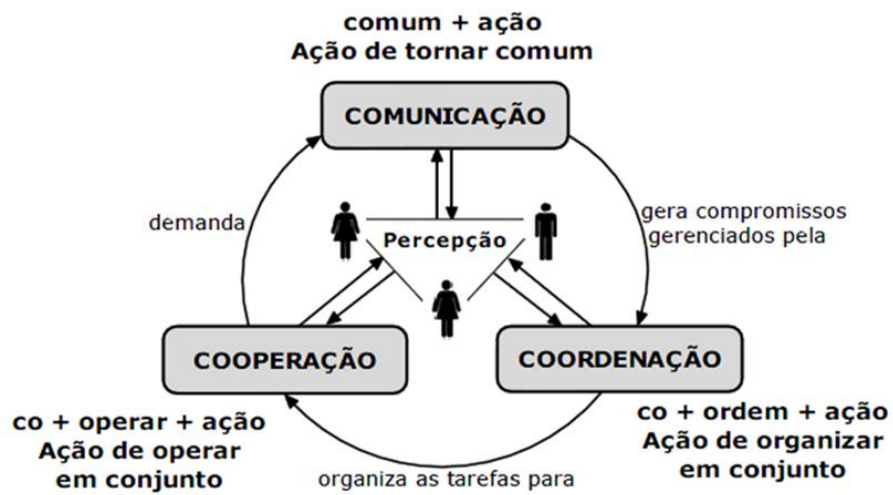 comum + ação
Ação de tornar comum
COMUNICAÇÃO
demanda
gera compromissos
gerenciados pela
Percepção
COOPERAÇÃO
COORDENAÇÃO
co + operar + ação
Ação de operar
em conjunto
co + ordem + ação
Ação de organizar
em conjunto
organiza as tarefas para